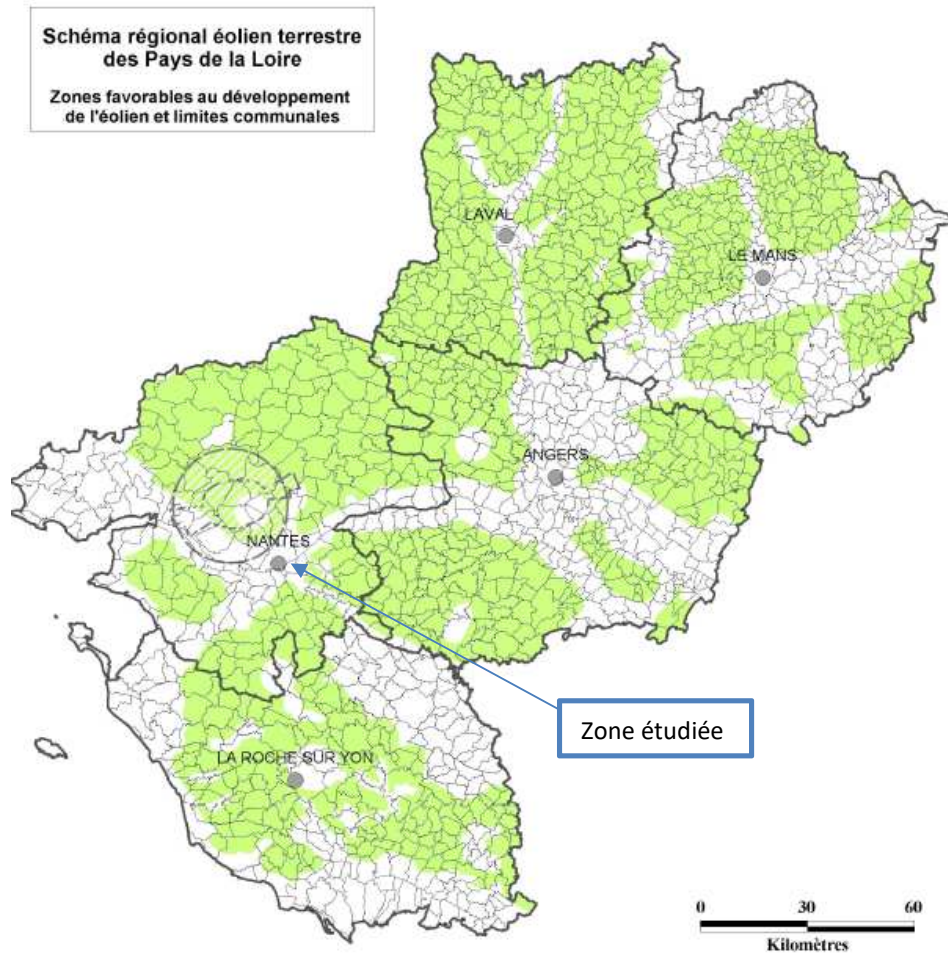 Schéma régional éolien terrestre
des Pays de la Loire
Zones favorables au développement
de l'éolien et limites communales
LAVAL
LE MANS
ANGERS
NANTES
Zone étudiée
LA ROCHE SUR YON
0 30 60
Kilomètres